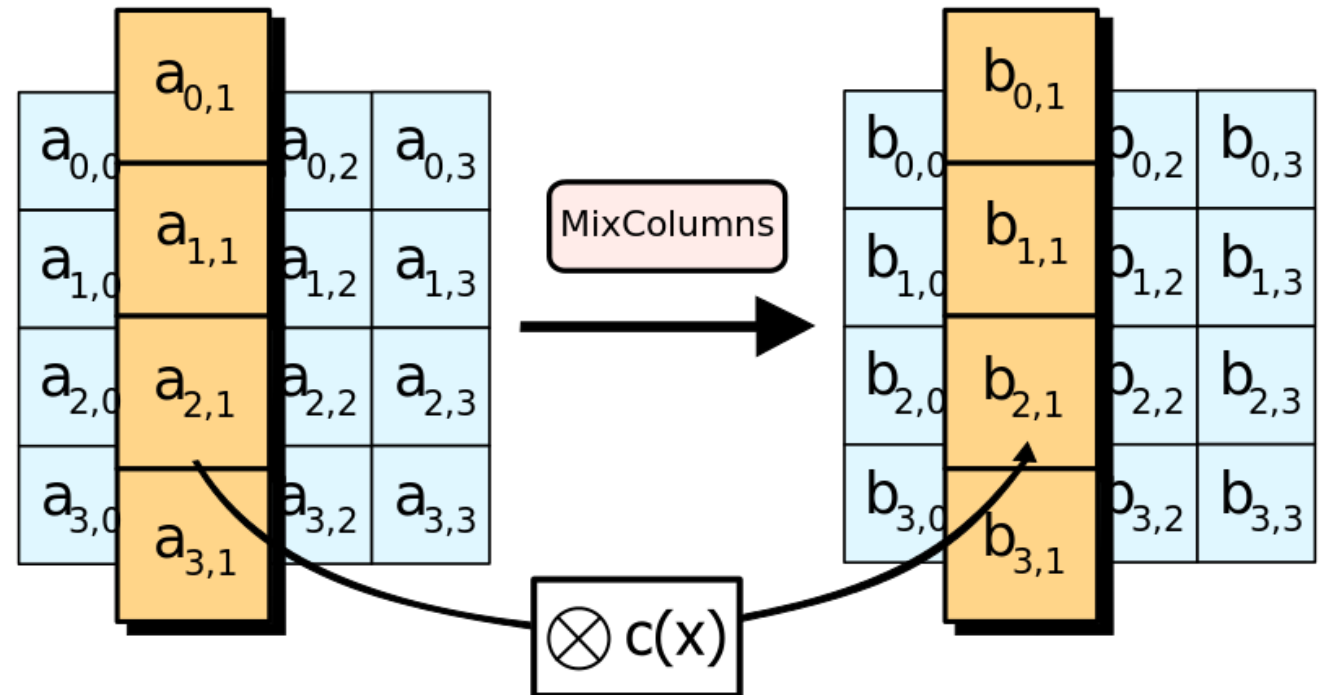 a0,0 a0,1 a0,2 a0,3
a1,0 a1,1 a1,2 a1,3
a2,0 a2,1 a2,2 a2,3
a3,0 a3,1 a3,2 a3,3
MixColumns
b0,0 b0,1 b0,2 b0,3
b1,0 b1,1 b1,2 b1,3
b2,0 b2,1 b2,2 b2,3
b3,0 b3,1 b3,2 b3,3
⊗ c(x)